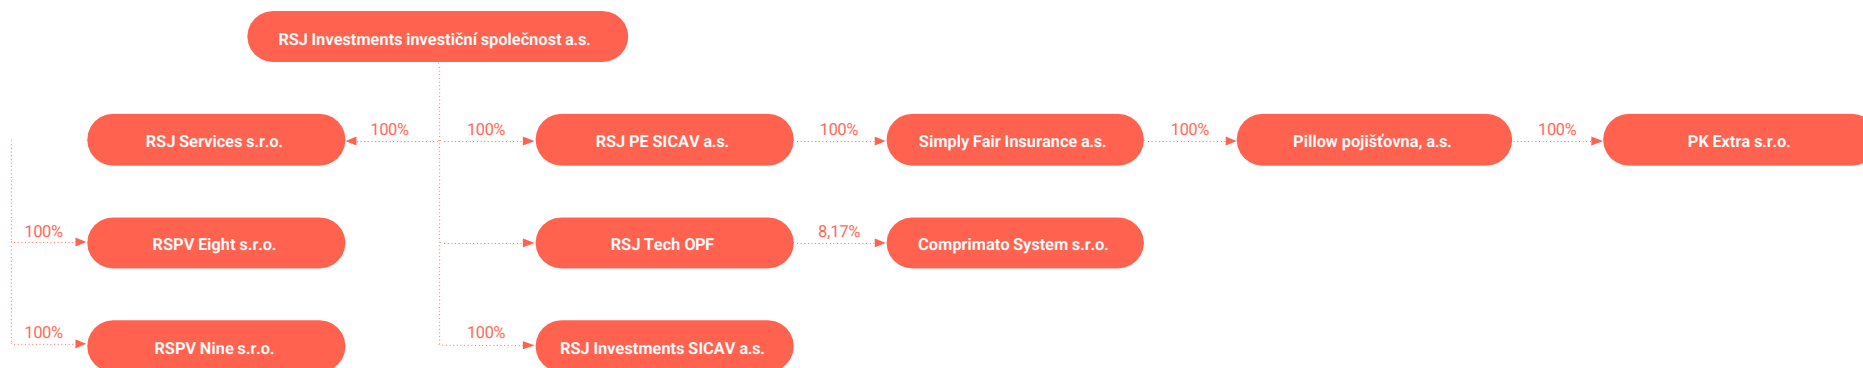 RSJ Investments investiční společnost a.s.
RSJ Services s.r.o.
100%
100%
RSJ PE SICAV a.s.
100%
Simply Fair Insurance a.s.
100%
Pillow pojišťovna, a.s.
100%
PK Extra s.r.o.
100%
RSPV Eight s.r.o.
RSJ Tech OPF
8,17%
Comprimato System s.r.o.
100%
RSPV Nine s.r.o.
100%
RSJ Investments SICAV a.s.